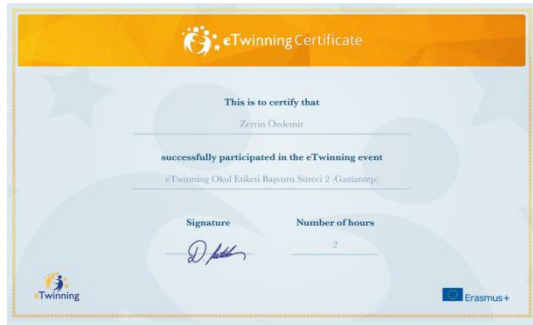 eTwinning Certificate
This is to certify that
Zerrin Özdemir
successfully participated in the eTwinning event
eTwinning Okul Etiketi Başvuru Süreci 2 (Gaziantep)
Signature
Number of hours
D.
2
eTwinning
Erasmus+